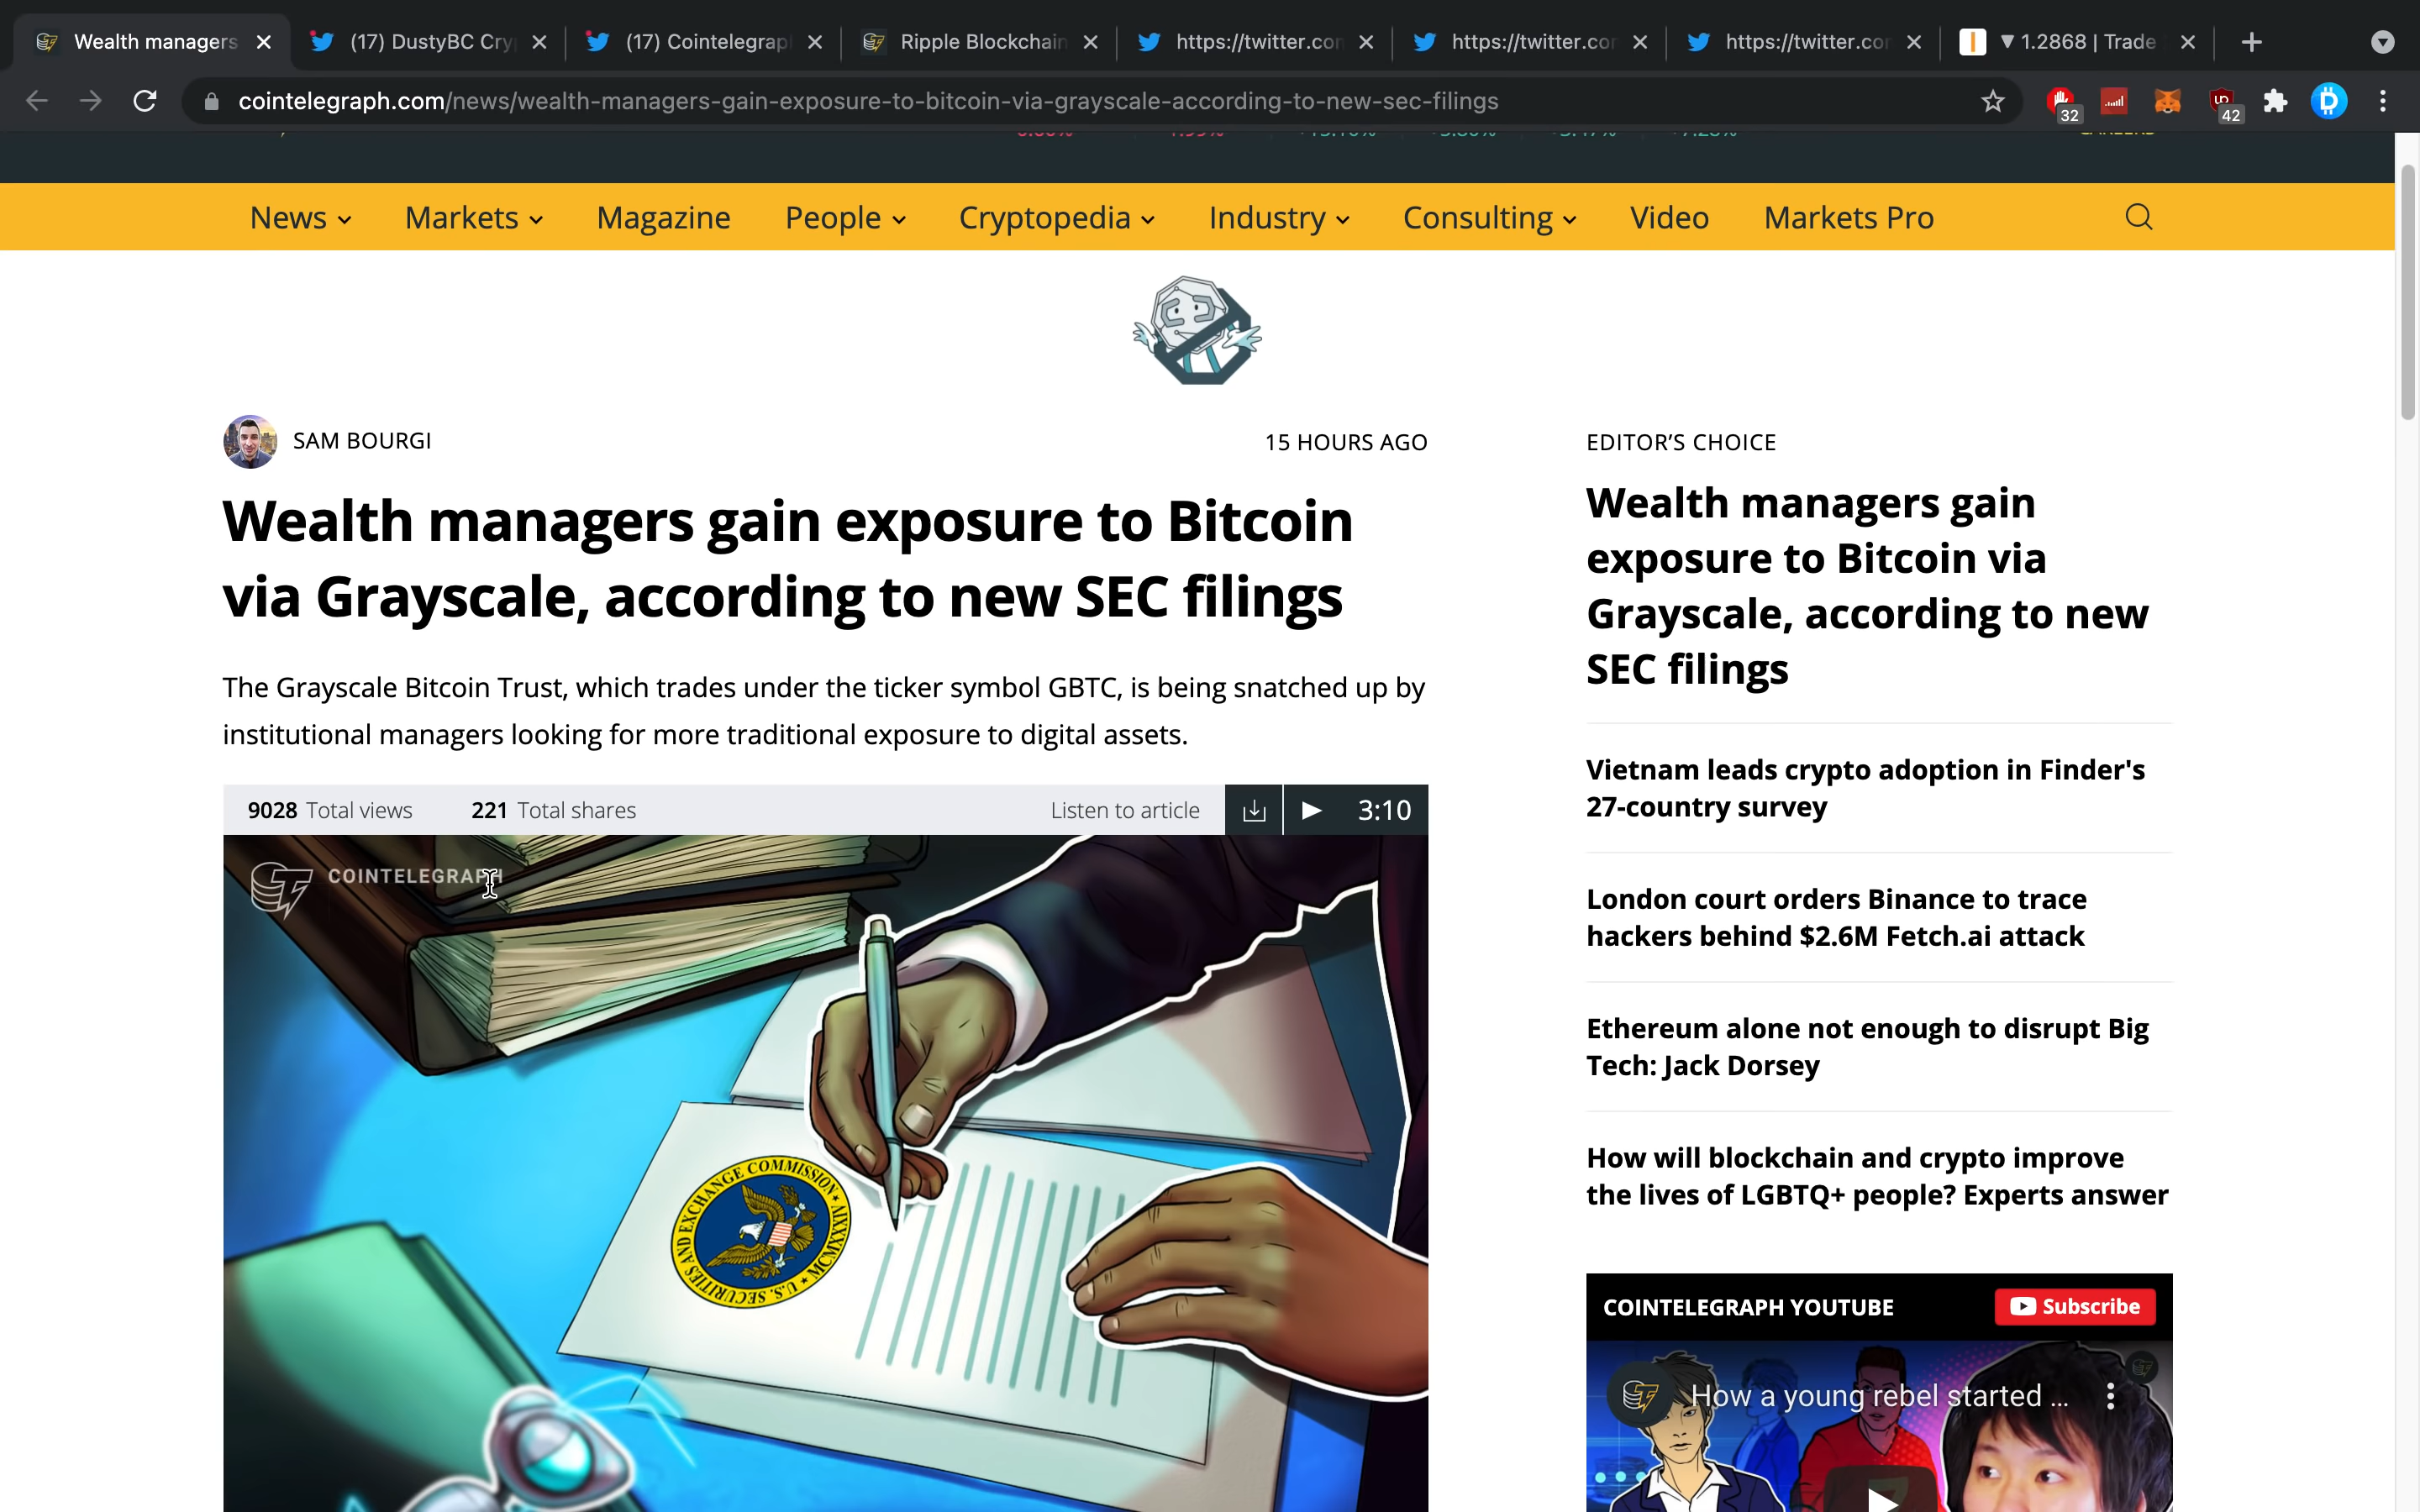 Wealth managers
(17) DustyBC Cry
(17) Cointelegrap
Ripple Blockchain
https://twitter.con
https://twitter.cor
https://twitter.cor
▼ 1.2868 | Trade
cointelegraph.com/news/wealth-managers-gain-exposure-to-bitcoin-via-grayscale-according-to-new-sec-filings
32
42
News
Markets
Magazine
People
Cryptopedia
Industry
Consulting
Video
Markets Pro
SAM BOURGI
15 HOURS AGO
Wealth managers gain exposure to Bitcoin
via Grayscale, according to new SEC filings
The Grayscale Bitcoin Trust, which trades under the ticker symbol GBTC, is being snatched up by
institutional managers looking for more traditional exposure to digital assets.
9028 Total views
221 Total shares
Listen to article
3:10
COINTELEGRAPH
U.S. SECURITIES AND EXCHANGE COMMISSION
MCMXXXIV
EDITOR'S CHOICE
Wealth managers gain
exposure to Bitcoin via
Grayscale, according to new
SEC filings
Vietnam leads crypto adoption in Finder's
27-country survey
London court orders Binance to trace
hackers behind $2.6M Fetch.ai attack
Ethereum alone not enough to disrupt Big
Tech: Jack Dorsey
How will blockchain and crypto improve
the lives of LGBTQ+ people? Experts answer
COINTELEGRAPH YOUTUBE
Subscribe
How a young rebel started ...